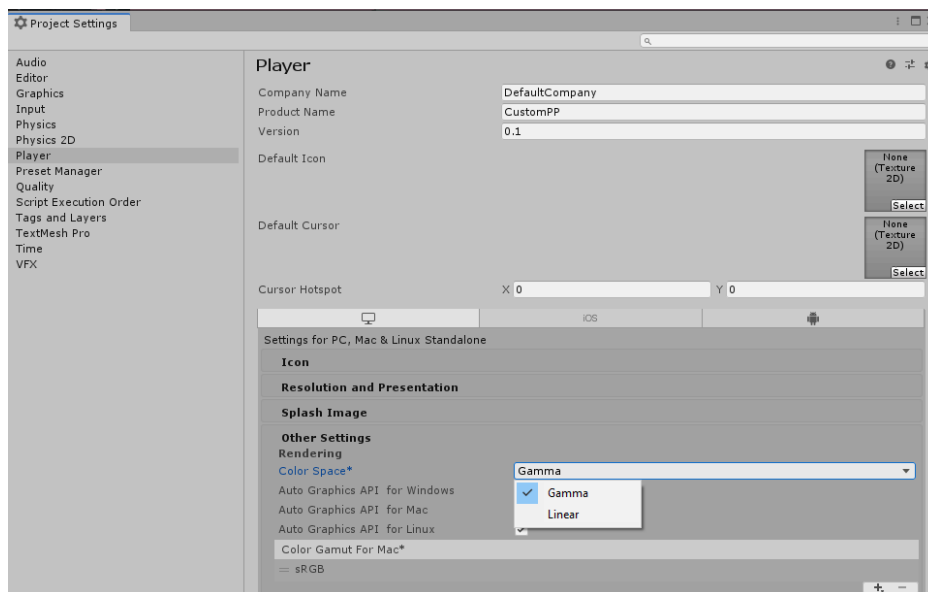 Project Settings
Audio
Editor
Graphics
Input
Physics
Physics 2D
Player
Preset Manager
Quality
Script Execution Order
Tags and Layers
TextMesh Pro
Time
VFX
Player
Company Name DefaultCompany
Product Name CustomPP
Version 0.1
Default Icon
None
(Texture
2D)
Select
Default Cursor
None
(Texture
2D)
Select
Cursor Hotspot X 0 Y 0
iOS
Settings for PC, Mac & Linux Standalone
Icon
Resolution and Presentation
Splash Image
Other Settings
Rendering
Color Space* Gamma
Auto Graphics API for Windows
Gamma
Auto Graphics API for Mac
Linear
Auto Graphics API for Linux
Color Gamut For Mac*
= sRGB